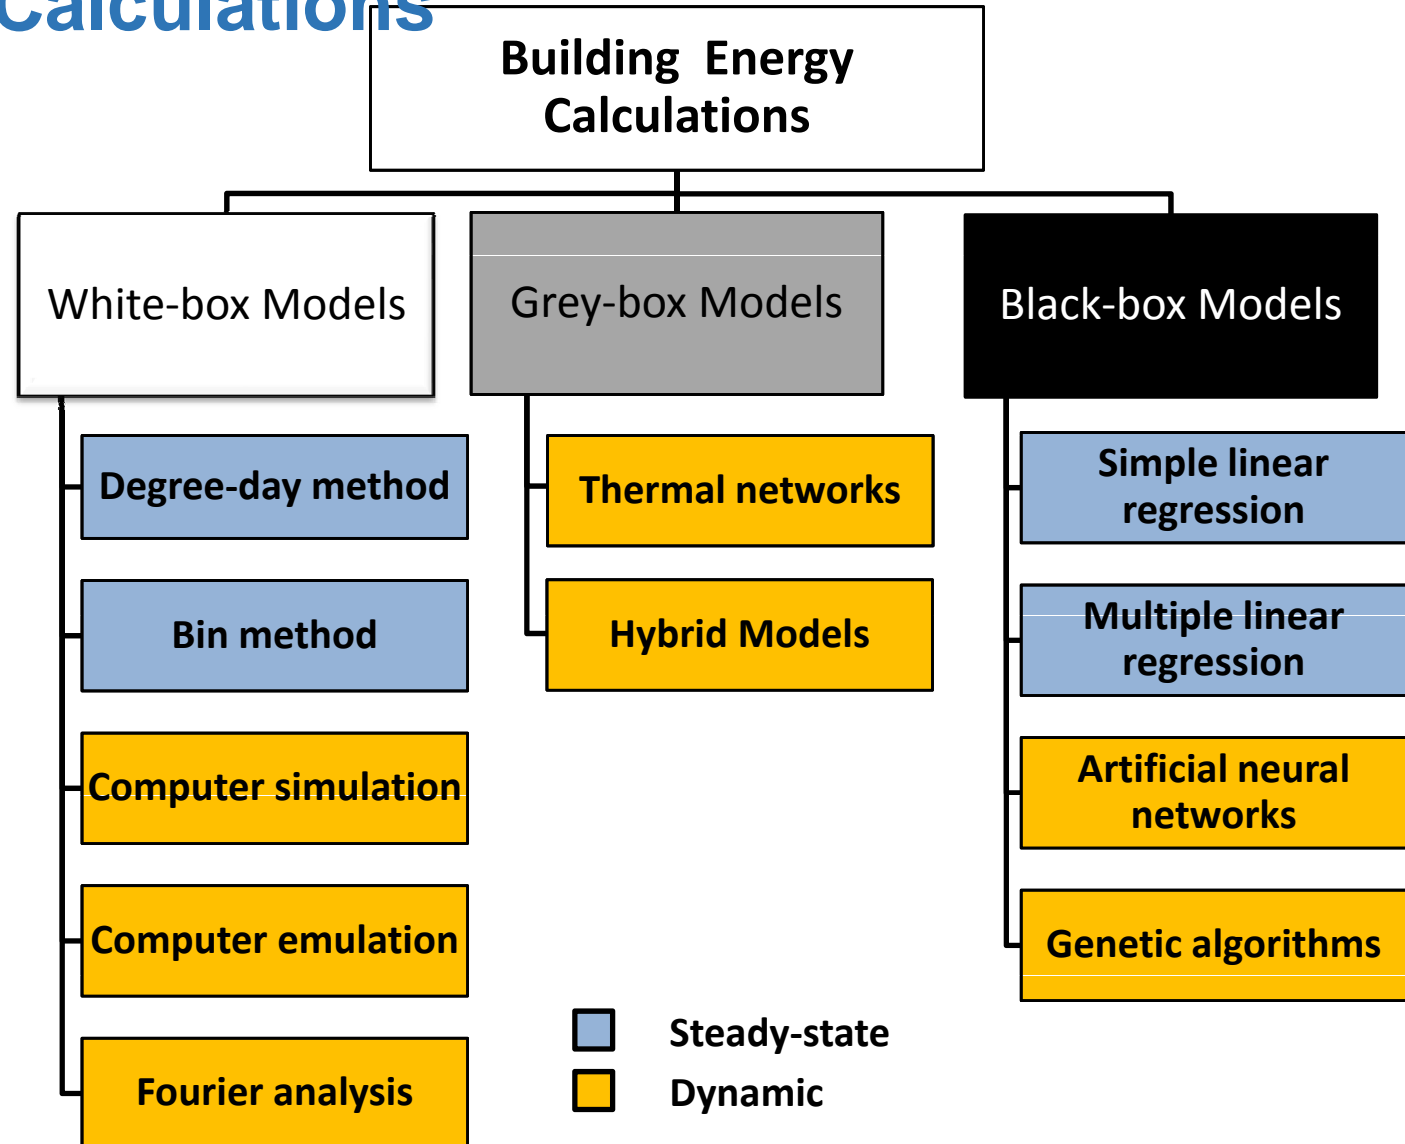 Calculations
Building Energy
Calculations
White-box Models
Grey-box Models
Black-box Models
Degree-day method
Bin method
Computer simulation
Computer emulation
Fourier analysis
Thermal networks
Hybrid Models
Simple linear
regression
Multiple linear
regression
Artificial neural
networks
Genetic algorithms
Steady-state
Dynamic